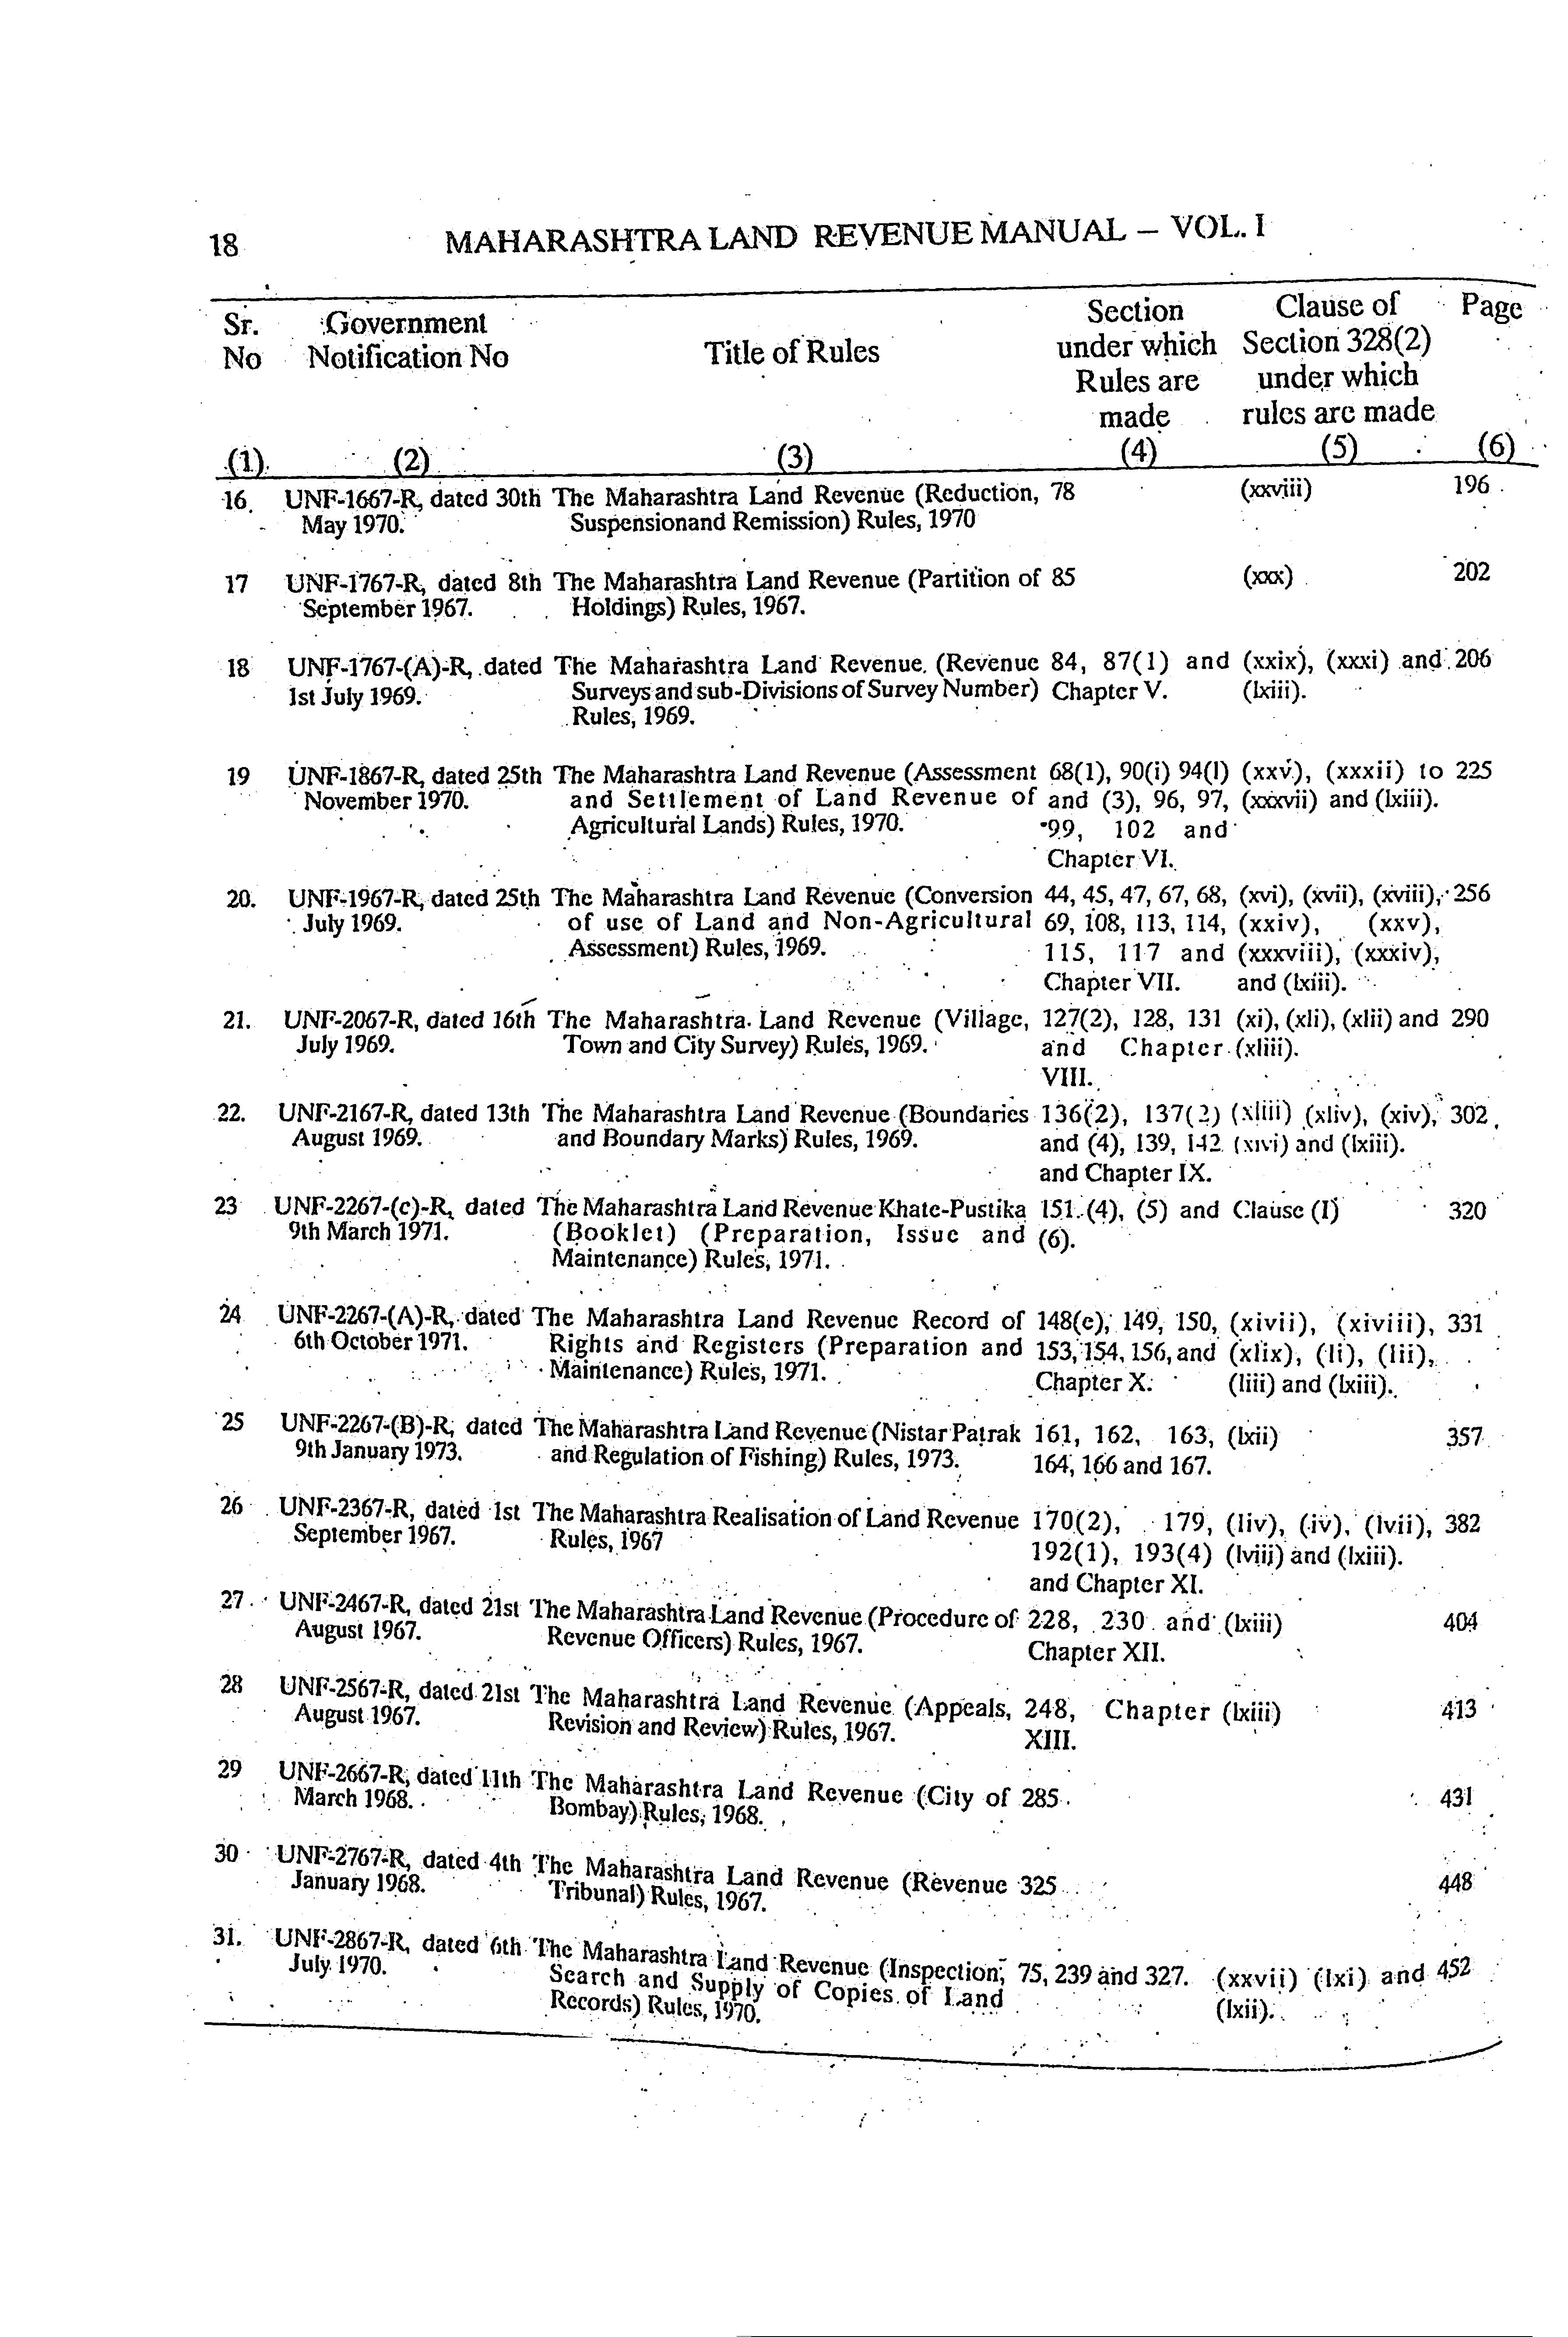 18 MAHARASHTRA LAND REVENUE MANUAL – VOL. I
Sr. Government Section Clause of Page
No Notification No Title of Rules under which Section 328(2)
Rules are under which
made rules are made
(1) (2) (3) (4) (5) (6)
16. UNF-1667-R, dated 30th The Maharashtra Land Revenue (Reduction, 78 (xxviii) 196
May 1970. Suspensionand Remission) Rules, 1970
17 UNF-1767-R, dated 8th The Maharashtra Land Revenue (Partition of 85 (xxx) 202
September 1967. Holdings) Rules, 1967.
18 UNF-1767-(A)-R, dated The Maharashtra Land Revenue. (Revenue 84, 87(1) and (xxix), (xxxi) and 206
1st July 1969. Surveys and sub-Divisions of Survey Number) Chapter V. (lxiii).
Rules, 1969.
19 UNF-1867-R, dated 25th The Maharashtra Land Revenue (Assessment 68(1), 90(i) 94(l) (xxv), (xxxii) to 225
November 1970. and Settlement of Land Revenue of and (3), 96, 97, (xxxvii) and (lxiii).
Agricultural Lands) Rules, 1970. 99, 102 and
Chapter VI.
20. UNF-1967-R, dated 25th The Maharashtra Land Revenue (Conversion 44, 45, 47, 67, 68, (xvi), (xvii), (xviii), 256
July 1969. of use of Land and Non-Agricultural 69, 108, 113, 114, (xxiv), (xxv),
Assessment) Rules, 1969. 115, 117 and (xxxviii), (xxxiv),
Chapter VII. and (lxiii).
21. UNF-2067-R, dated 16th The Maharashtra Land Revenue (Village, 127(2), 128, 131 (xi), (xli), (xlii) and 290
July 1969. Town and City Survey) Rules, 1969. and Chapter (xliii).
VIII.
22. UNF-2167-R, dated 13th The Maharashtra Land Revenue (Boundaries 136(2), 137(2) (xliii) (xliv), (xiv), 302
August 1969. and Boundary Marks) Rules, 1969. and (4), 139, 142 (xivi) and (lxiii).
and Chapter IX.
23 UNF-2267-(c)-R, dated The Maharashtra Land Revenue Khate-Pustika 151 (4), (5) and Clause (I) 320
9th March 1971. (Booklet) (Preparation, Issue and (6).
Maintenance) Rules, 1971.
24 UNF-2267-(A)-R, dated The Maharashtra Land Revenue Record of 148(e), 149, 150, (xivii), (xiviii), 331
6th October 1971. Rights and Registers (Preparation and 153, 154, 156, and (xlix), (li), (lii),
Maintenance) Rules, 1971. Chapter X. (liii) and (lxiii).
25 UNF-2267-(B)-R, dated The Maharashtra Land Revenue (Nistar Patrak 161, 162, 163, (lxii) 357
9th January 1973. and Regulation of Fishing) Rules, 1973. 164, 166 and 167.
26 UNF-2367-R, dated 1st The Maharashtra Realisation of Land Revenue 170(2), 179, (liv), (iv), (lvii), 382
September 1967. Rules, 1967 192(1), 193(4) (lviii) and (lxiii).
and Chapter XI.
27. UNF-2467-R, dated 21st The Maharashtra Land Revenue (Procedure of 228, 230 and (lxiii) 404
August 1967. Revenue Officers) Rules, 1967. Chapter XII.
28 UNF-2567-R, dated 21st The Maharashtra Land Revenue (Appeals, 248, Chapter (lxiii) 413
August 1967. Revision and Review) Rules, 1967. XIII.
29 UNF-2667-R, dated 11th The Maharashtra Land Revenue (City of 285. 431
March 1968. Bombay) Rules, 1968.
30 UNF-2767-R, dated 4th The Maharashtra Land Revenue (Revenue 325 448
January 1968. Tribunal) Rules, 1967.
31. UNF-2867-R, dated 6th The Maharashtra Land Revenue (Inspection, 75, 239 and 327. (xxvii) (lxi) and 452
July 1970. Search and Supply of Copies of Land (lxii).
Records) Rules, 1970.